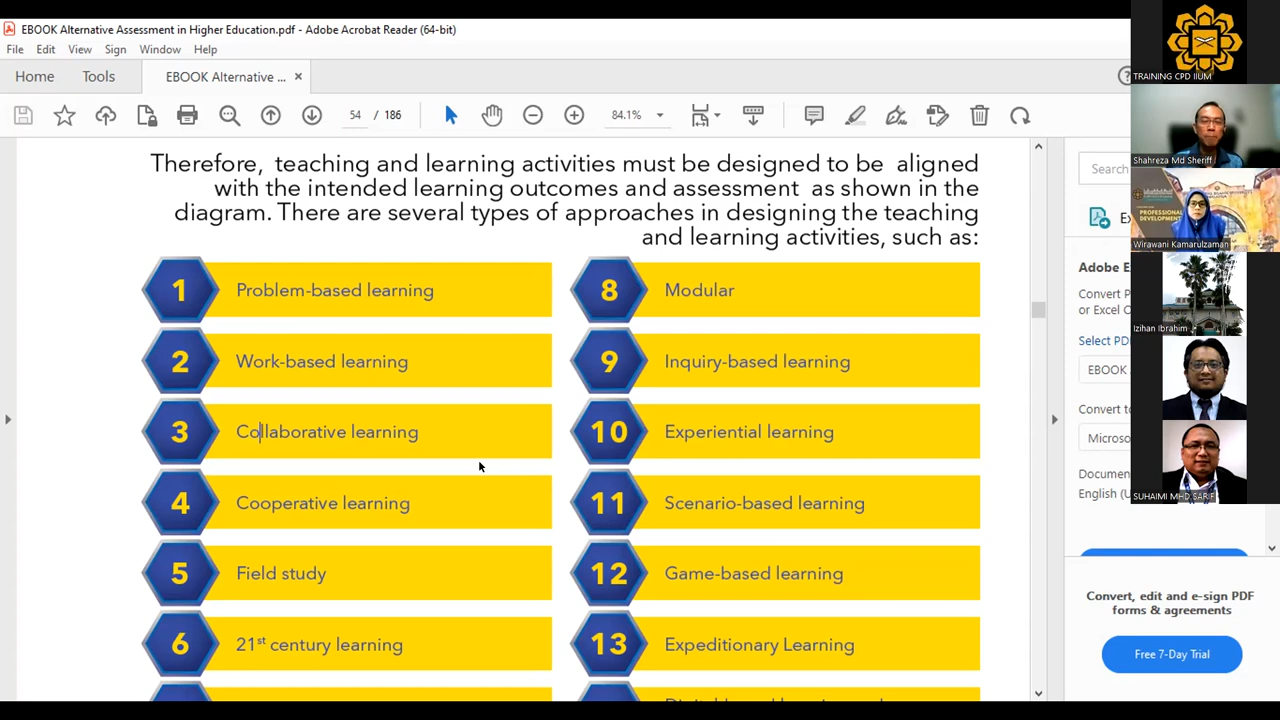 EBOOK Alternative Assessment in Higher Education.pdf - Adobe Acrobat Reader (64-bit)
File Edit View Sign Window Help
Home Tools EBOOK Alternative ... ×
54 / 186 84.1%
Therefore, teaching and learning activities must be designed to be aligned
with the intended learning outcomes and assessment as shown in the
diagram. There are several types of approaches in designing the teaching
and learning activities, such as:
1 Problem-based learning
2 Work-based learning
3 Collaborative learning
4 Cooperative learning
5 Field study
6 21st century learning
8 Modular
9 Inquiry-based learning
10 Experiential learning
11 Scenario-based learning
12 Game-based learning
13 Expeditionary Learning
Search
Ex
Adobe E
Convert P
or Excel O
Select PD
EBOOK
Convert to
Microso
Documen
English (U
Convert, edit and e-sign PDF
forms & agreements
Free 7-Day Trial
TRAINING CPD IIUM
Shahreza Md Sheriff
PROFESSIONAL
DEVELOPMENT
Wirawani Kamarulzaman
Izihan Ibrahim
SUHAIMI MHD SARIF